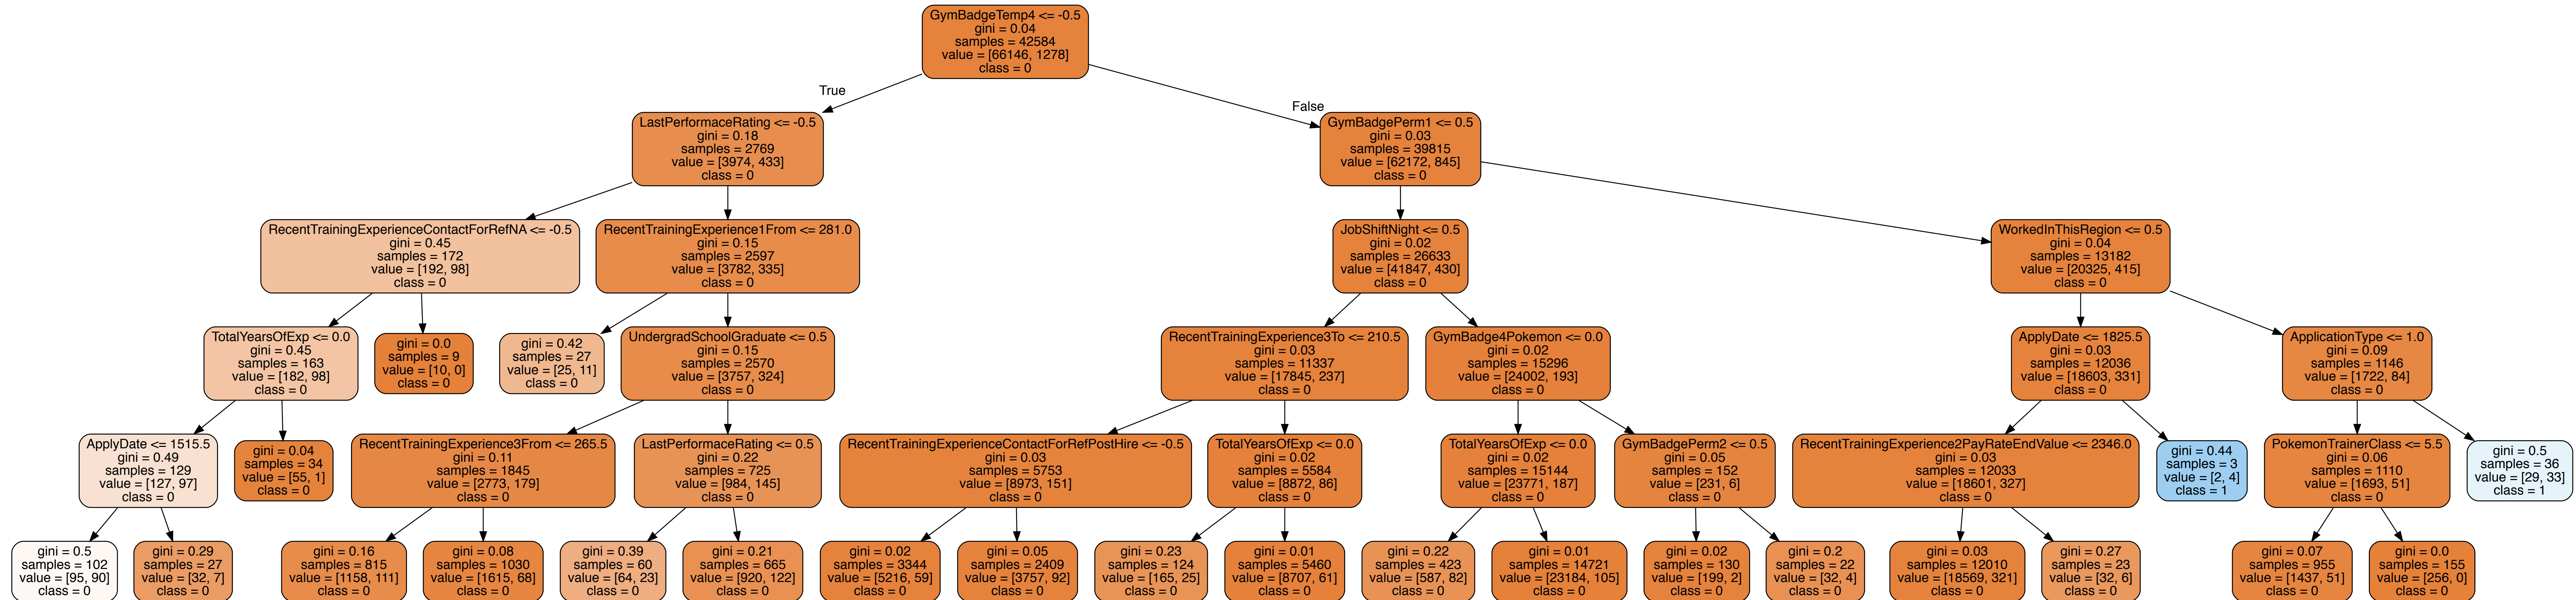 GymBadgeTemp4 <= -0.5
gini = 0.04
samples = 42584
value = [66146, 1278]
class = 0
True
False
LastPerformaceRating <= -0.5
gini = 0.18
samples = 2769
value = [3974, 433]
class = 0
GymBadgePerm1 <= 0.5
gini = 0.03
samples = 39815
value = [62172, 845]
class = 0
RecentTrainingExperienceContactForRefNA <= -0.5
gini = 0.45
samples = 172
value = [192, 98]
class = 0
RecentTrainingExperience1From <= 281.0
gini = 0.15
samples = 2597
value = [3782, 335]
class = 0
JobShiftNight <= 0.5
gini = 0.02
samples = 26633
value = [41847, 430]
class = 0
WorkedInThisRegion <= 0.5
gini = 0.04
samples = 13182
value = [20325, 415]
class = 0
TotalYearsOfExp <= 0.0
gini = 0.45
samples = 163
value = [182, 98]
class = 0
gini = 0.0
samples = 9
value = [10, 0]
class = 0
gini = 0.42
samples = 27
value = [25, 11]
class = 0
UndergradSchoolGraduate <= 0.5
gini = 0.15
samples = 2570
value = [3757, 324]
class = 0
RecentTrainingExperience3To <= 210.5
gini = 0.03
samples = 11337
value = [17845, 237]
class = 0
GymBadge4Pokemon <= 0.0
gini = 0.02
samples = 15296
value = [24002, 193]
class = 0
ApplyDate <= 1825.5
gini = 0.03
samples = 12036
value = [18603, 331]
class = 0
ApplicationType <= 1.0
gini = 0.09
samples = 1146
value = [1722, 84]
class = 0
ApplyDate <= 1515.5
gini = 0.49
samples = 129
value = [127, 97]
class = 0
gini = 0.04
samples = 34
value = [55, 1]
class = 0
RecentTrainingExperience3From <= 265.5
gini = 0.11
samples = 1845
value = [2773, 179]
class = 0
LastPerformaceRating <= 0.5
gini = 0.22
samples = 725
value = [984, 145]
class = 0
RecentTrainingExperienceContactForRefPostHire <= -0.5
gini = 0.03
samples = 5753
value = [8973, 151]
class = 0
TotalYearsOfExp <= 0.0
gini = 0.02
samples = 5584
value = [8872, 86]
class = 0
TotalYearsOfExp <= 0.0
gini = 0.02
samples = 15144
value = [23771, 187]
class = 0
GymBadgePerm2 <= 0.5
gini = 0.05
samples = 152
value = [231, 6]
class = 0
RecentTrainingExperience2PayRateEndValue <= 2346.0
gini = 0.03
samples = 12033
value = [18601, 327]
class = 0
gini = 0.44
samples = 3
value = [2, 4]
class = 1
PokemonTrainerClass <= 5.5
gini = 0.06
samples = 1110
value = [1693, 51]
class = 0
gini = 0.5
samples = 36
value = [29, 33]
class = 1
gini = 0.5
samples = 102
value = [95, 90]
class = 0
gini = 0.29
samples = 27
value = [32, 7]
class = 0
gini = 0.16
samples = 815
value = [1158, 111]
class = 0
gini = 0.08
samples = 1030
value = [1615, 68]
class = 0
gini = 0.39
samples = 60
value = [64, 23]
class = 0
gini = 0.21
samples = 665
value = [920, 122]
class = 0
gini = 0.02
samples = 3344
value = [5216, 59]
class = 0
gini = 0.05
samples = 2409
value = [3757, 92]
class = 0
gini = 0.23
samples = 124
value = [165, 25]
class = 0
gini = 0.01
samples = 5460
value = [8707, 61]
class = 0
gini = 0.22
samples = 423
value = [587, 82]
class = 0
gini = 0.01
samples = 14721
value = [23184, 105]
class = 0
gini = 0.02
samples = 130
value = [199, 2]
class = 0
gini = 0.2
samples = 22
value = [32, 4]
class = 0
gini = 0.03
samples = 12010
value = [18569, 321]
class = 0
gini = 0.27
samples = 23
value = [32, 6]
class = 0
gini = 0.07
samples = 955
value = [1437, 51]
class = 0
gini = 0.0
samples = 155
value = [256, 0]
class = 0